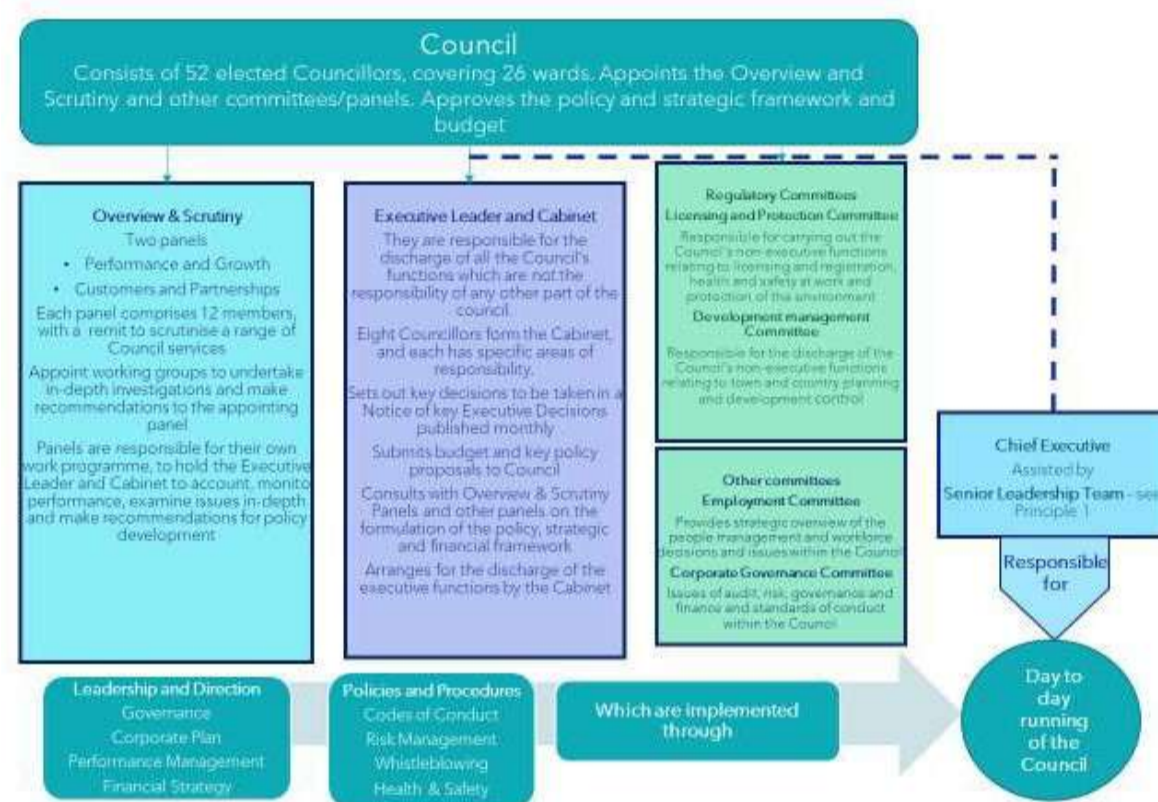 Council
Consists of 52 elected Councillors, covering 26 wards. Appoints the Overview and
Scrutiny and other committees/panels. Approves the policy and strategic framework and
budget
Overview & Scrutiny
Two panels
• Performance and Growth
• Customers and Partnerships
Each panel comprises 12 members,
with a remit to scrutinise a range of
Council services
Appoint working groups to undertake
in-depth investigations and make
recommendations to the appointing
panel
Panels are responsible for their own
work programme, to hold the Executive
Leader and Cabinet to account, monito
performance, examine issues in-depth
and make recommendations for policy
development
Executive Leader and Cabinet
They are responsible for the
discharge of all the Council's
functions which are not the
responsibility of any other part of the
council
Eight Councillors form the Cabinet,
and each has specific areas of
responsibility.
Sets out key decisions to be taken in a
Notice of key Executive Decisions
published monthly
Submits budget and key policy
proposals to Council
Consults with Overview & Scrutiny
Panels and other panels on the
formulation of the policy, strategic
and financial framework
Arranges for the discharge of the
executive functions by the Cabinet
Regulatory Committees
Licensing and Protection Committee
Responsible for carrying out the
Council's non-executive functions
relating to licensing and registration,
health and safety at work and
protection of the environment
Development management
Committee
Responsible for the discharge of the
Council's non-executive functions
relating to town and country planning
and development control
Other committees
Employment Committee
Provides strategic overview of the
people management and workforce
decisions and issues within the Council
Corporate Governance Committee
Issues of audit, risk, governance and
finance and standards of conduct
within the Council
Chief Executive
Assisted by
Senior Leadership Team - see
Principle 1
Responsible
for
Day to
day
running
of the
Council
Leadership and Direction
Governance
Corporate Plan
Performance Management
Financial Strategy
Policies and Procedures
Codes of Conduct
Risk Management
Whistleblowing
Health & Safety
Which are implemented
through